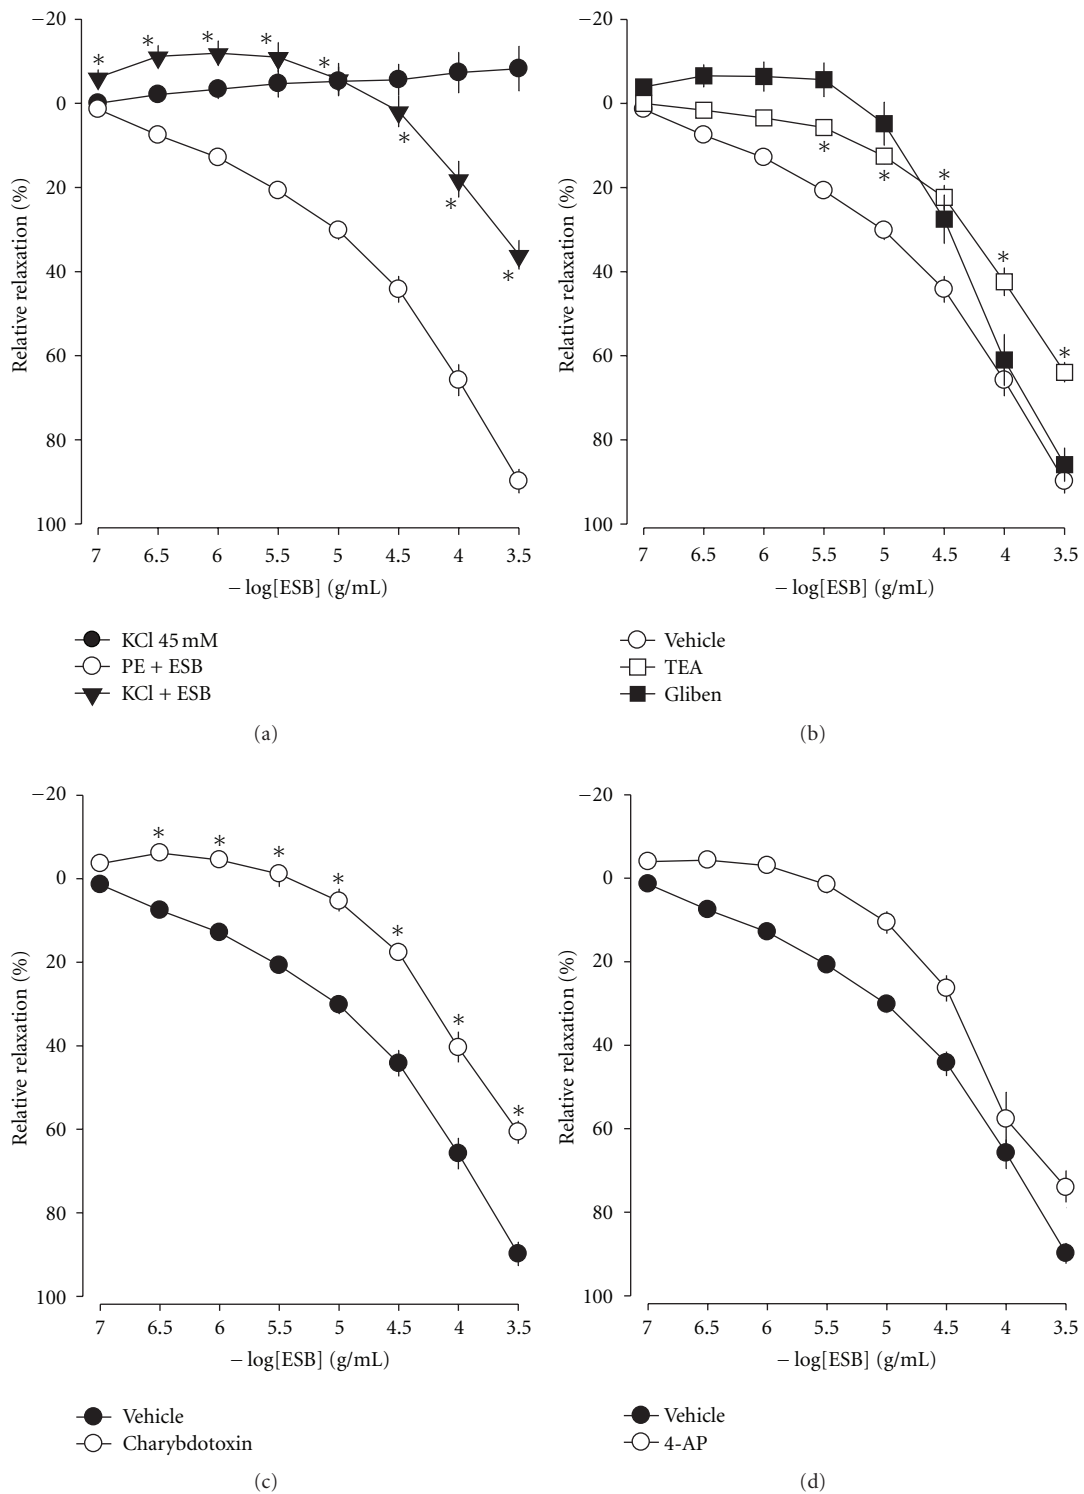 −20
0
20
40
60
80
100
Relative relaxation (%)
* * * * * * * *
7 6.5 6 5.5 5 4.5 4 3.5
− log[ESB] (g/mL)
KCl 45 mM
PE + ESB
KCl + ESB
(a)
−20
0
20
40
60
80
100
Relative relaxation (%)
* * * * *
7 6.5 6 5.5 5 4.5 4 3.5
− log[ESB] (g/mL)
Vehicle
TEA
Gliben
(b)
−20
0
20
40
60
80
100
Relative relaxation (%)
* * * * * * *
7 6.5 6 5.5 5 4.5 4 3.5
− log[ESB] (g/mL)
Vehicle
Charybdotoxin
(c)
−20
0
20
40
60
80
100
Relative relaxation (%)
7 6.5 6 5.5 5 4.5 4 3.5
− log[ESB] (g/mL)
Vehicle
4-AP
(d)